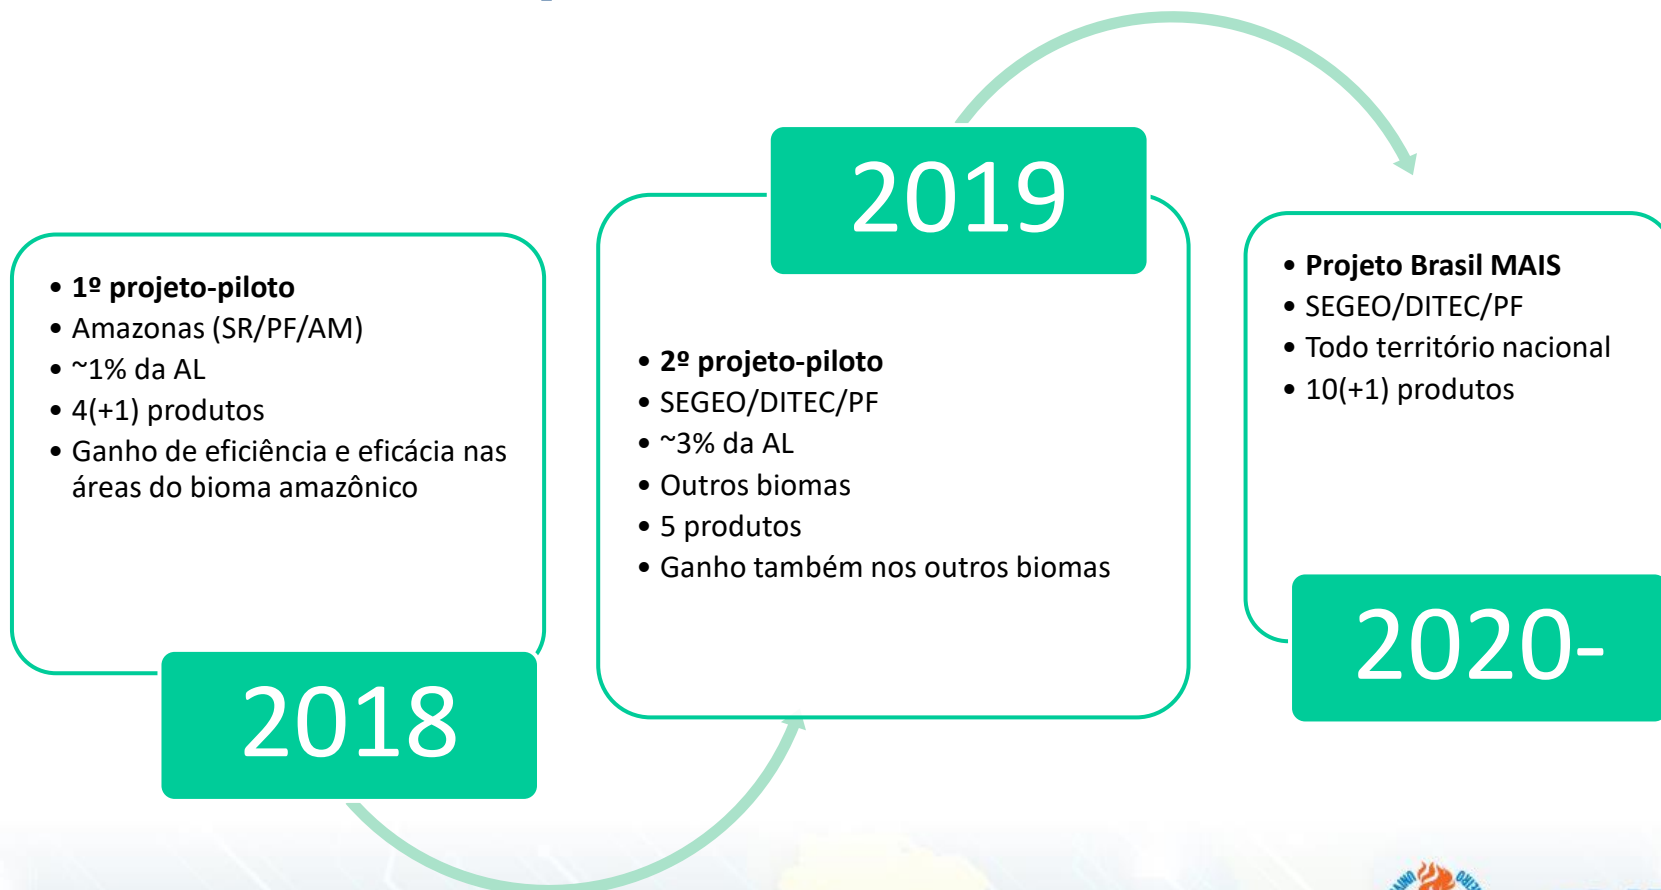 • 1º projeto-piloto
• Amazonas (SR/PF/AM)
• ~1% da AL
• 4(+1) produtos
• Ganho de eficiência e eficácia nas
áreas do bioma amazônico
2018
2019
• 2º projeto-piloto
• SEGEO/DITEC/PF
• ~3% da AL
• Outros biomas
• 5 produtos
• Ganho também nos outros biomas
• Projeto Brasil MAIS
• SEGEO/DITEC/PF
• Todo território nacional
• 10(+1) produtos
2020-